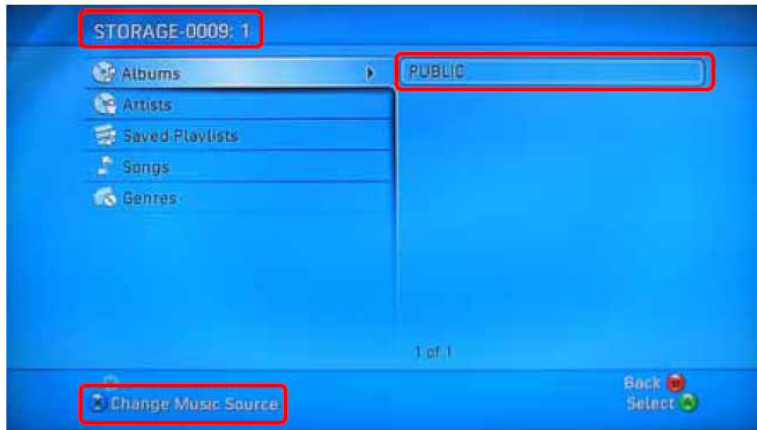 STORAGE-0009: 1
Albums
PUBLIC
Artists
Saved Playlists
Songs
Genres
1 of 1
Back B
X Change Music Source
Select A